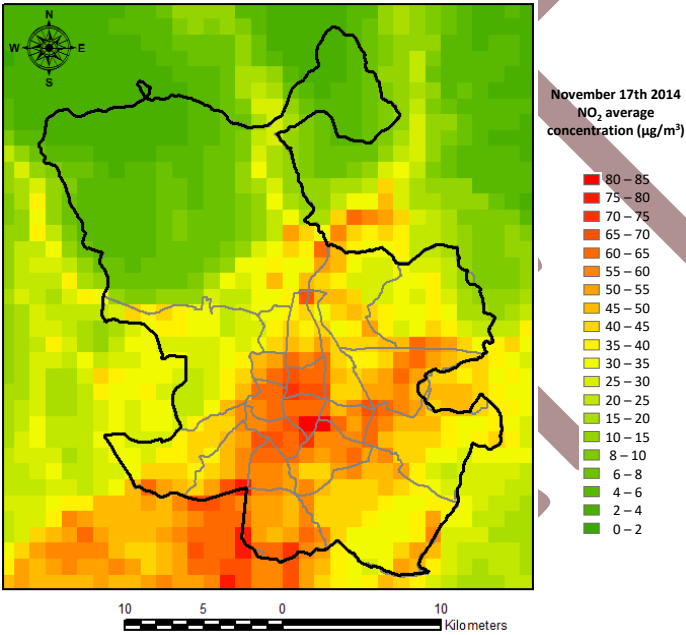 N
W E
S
November 17th 2014
NO₂ average
concentration (µg/m³)
80 – 85
75 – 80
70 – 75
65 – 70
60 – 65
55 – 60
50 – 55
45 – 50
40 – 45
35 – 40
30 – 35
25 – 30
20 – 25
15 – 20
10 – 15
8 – 10
6 – 8
4 – 6
2 – 4
0 – 2
10 5 0 10
Kilometers